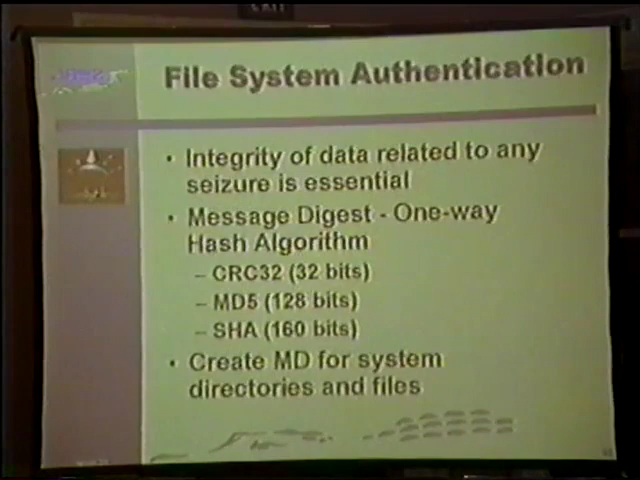 EXIT
File System Authentication
• Integrity of data related to any
seizure is essential
• Message Digest - One-way
Hash Algorithm
– CRC32 (32 bits)
– MD5 (128 bits)
– SHA (160 bits)
• Create MD for system
directories and files